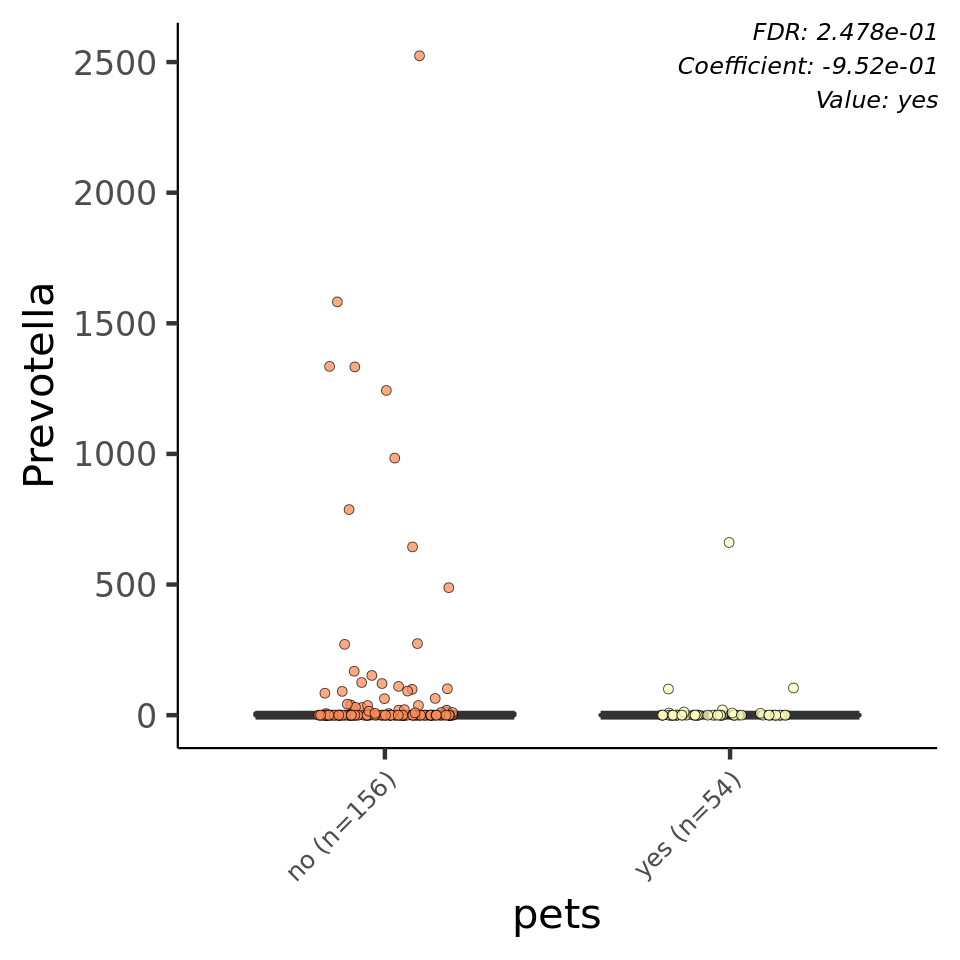 FDR: 2.478e-01
Coefficient: -9.52e-01
Value: yes
2500
2000
1500
1000
500
0
Prevotella
no (n=156)
yes (n=54)
pets